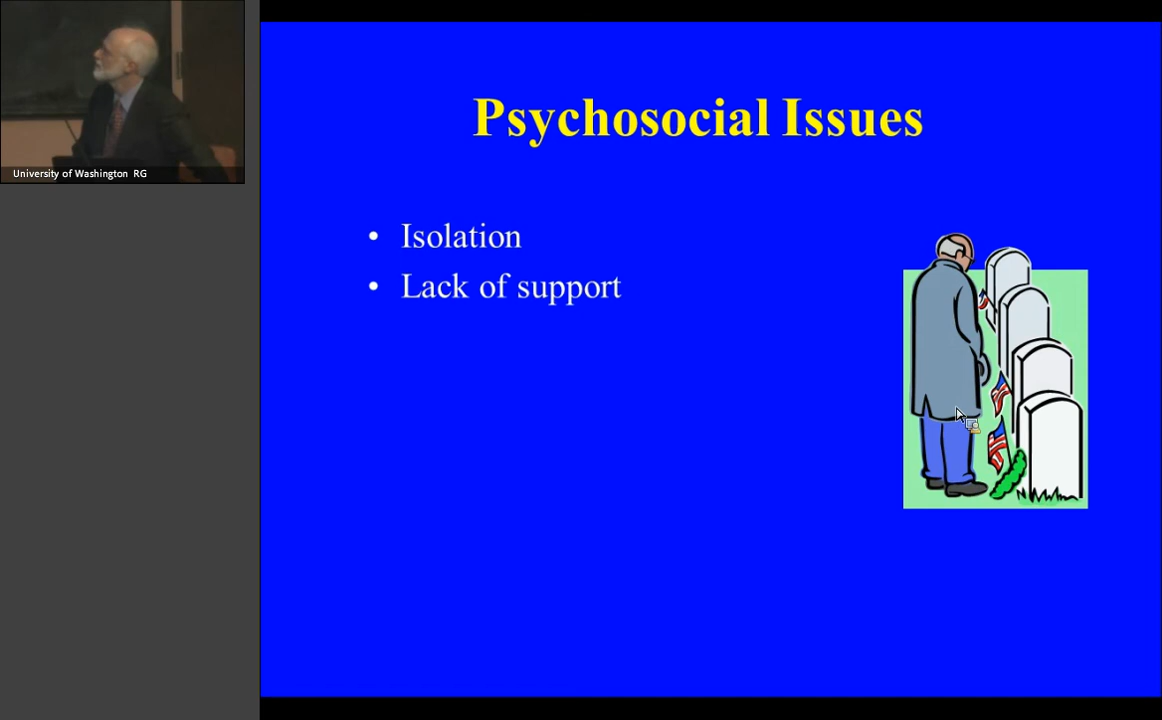 University of Washington RG
Psychosocial Issues
• Isolation
• Lack of support